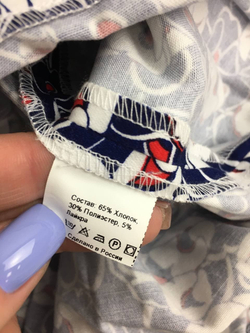 Состав: 65% Хлопок,
30% Полиэстер, 5%
Лайкра
Сделано в России